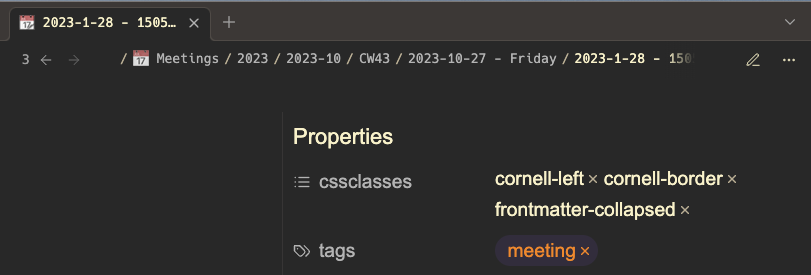 2023-1-28 - 1505…
3 / Meetings / 2023 / 2023-10 / CW43 / 2023-10-27 - Friday / 2023-1-28 - 150
Properties
cssclasses cornell-left × cornell-border ×
frontmatter-collapsed ×
tags meeting ×